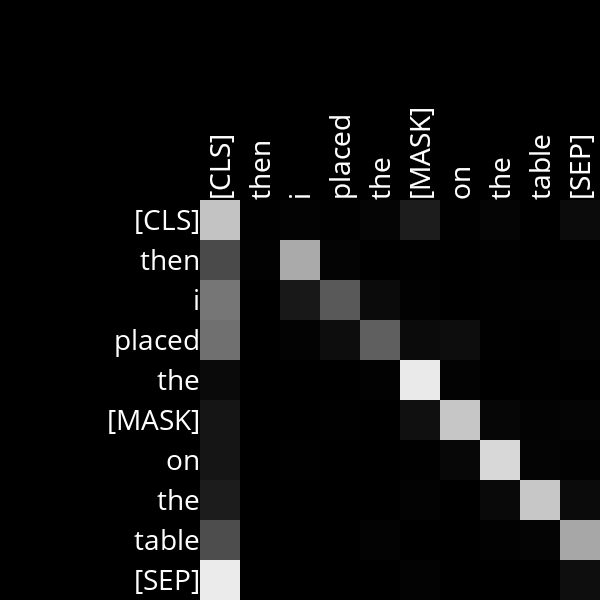 [CLS] then i placed the [MASK] on the table [SEP]
[CLS]
then
i
placed
the
[MASK]
on
the
table
[SEP]